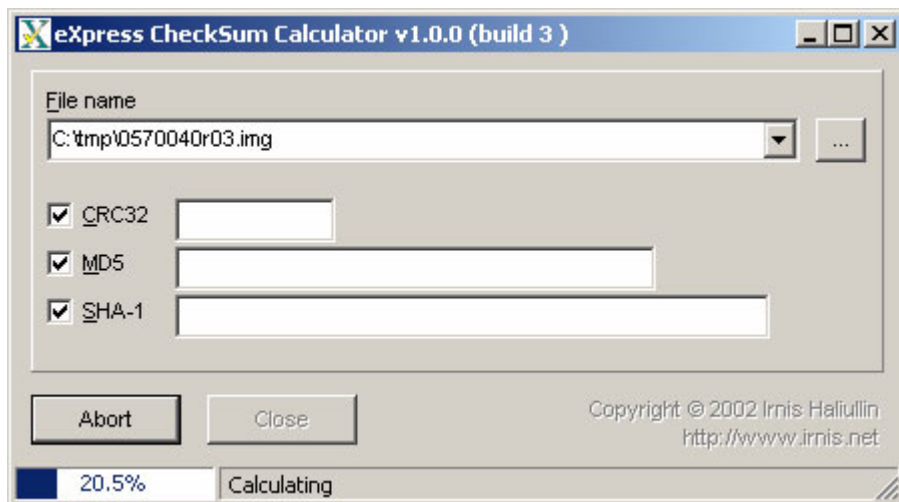 eXpress CheckSum Calculator v1.0.0 (build 3 )
File name
C:\tmp\0570040r03.img
...
CRC32
MD5
SHA-1
Abort
Close
Copyright © 2002 Irnis Haliullin
http://www.irnis.net
20.5%
Calculating